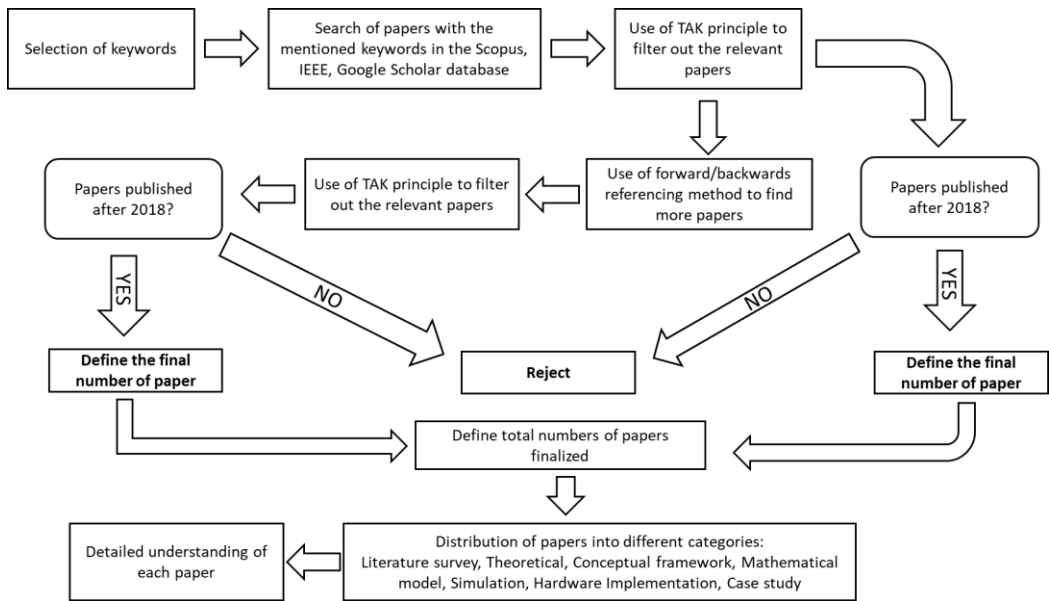 Selection of keywords
Search of papers with the
mentioned keywords in the Scopus,
IEEE, Google Scholar database
Use of TAK principle to
filter out the relevant
papers
Papers published
after 2018?
Use of TAK principle to filter
out the relevant papers
Use of forward/backwards
referencing method to find
more papers
Papers published
after 2018?
YES
NO
NO
YES
Define the final
number of paper
Reject
Define the final
number of paper
Define total numbers of papers
finalized
Detailed understanding of
each paper
Distribution of papers into different categories:
Literature survey, Theoretical, Conceptual framework, Mathematical
model, Simulation, Hardware Implementation, Case study